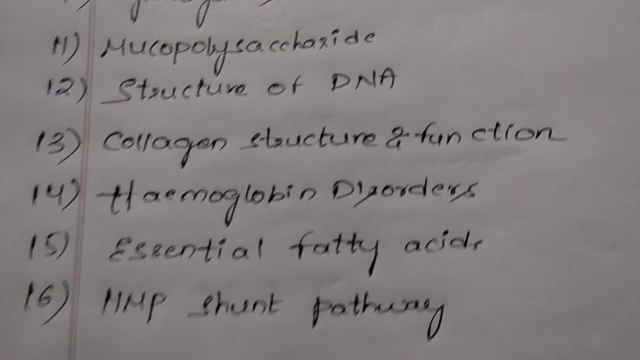 11) Mucopolysaccharide
12) Structure of DNA
13) Collagen structure & function
14) Haemoglobin Disorders
15) Essential fatty acids
16) HMP shunt pathway